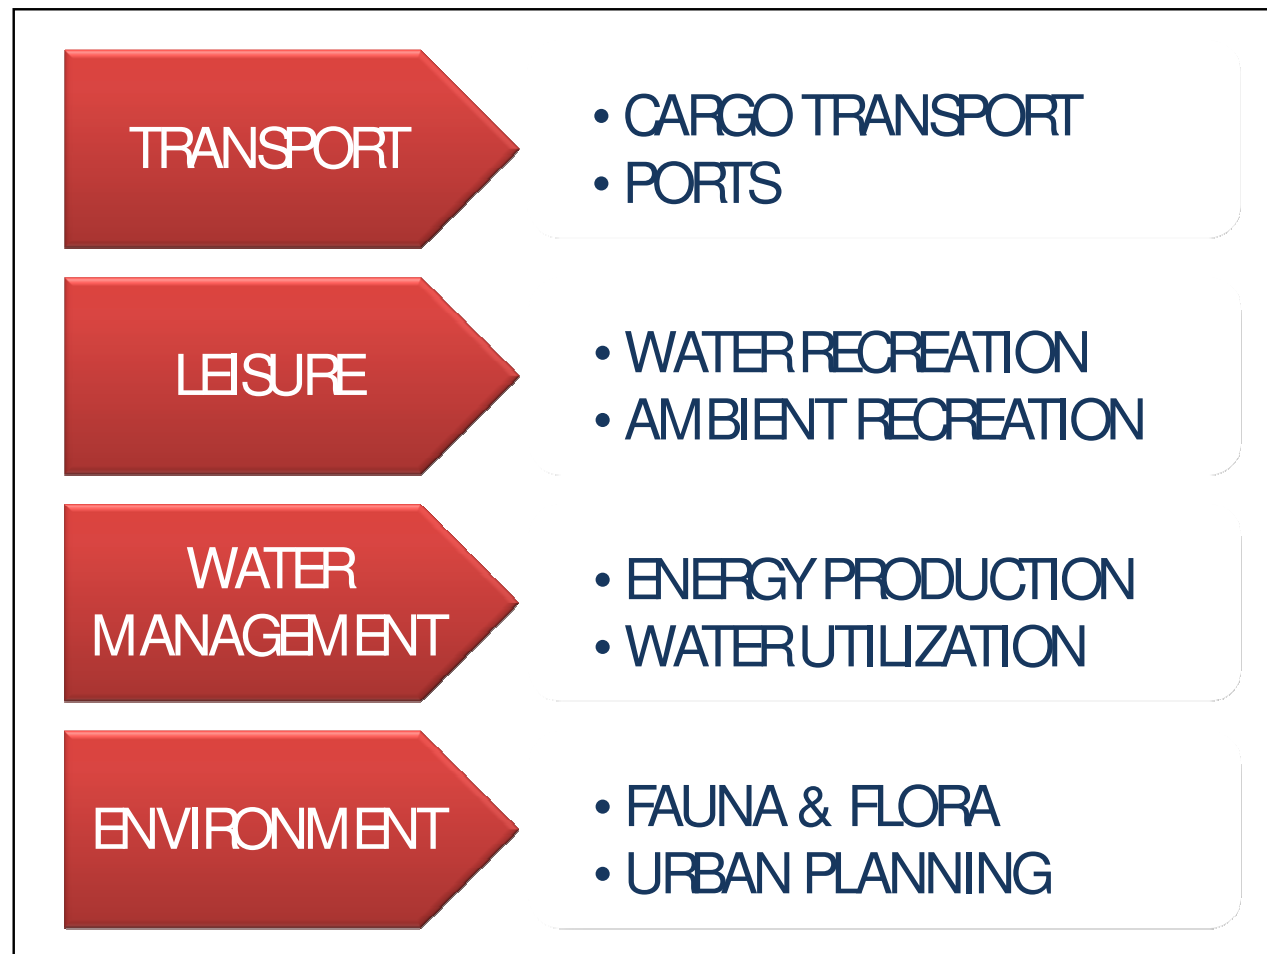 TRANSPORT
• CARGO TRANSPORT
• PORTS
LEISURE
• WATER RECREATION
• AMBIENT RECREATION
WATER
MANAGEMENT
• ENERGY PRODUCTION
• WATER UTILIZATION
ENVIRONMENT
• FAUNA & FLORA
• URBAN PLANNING